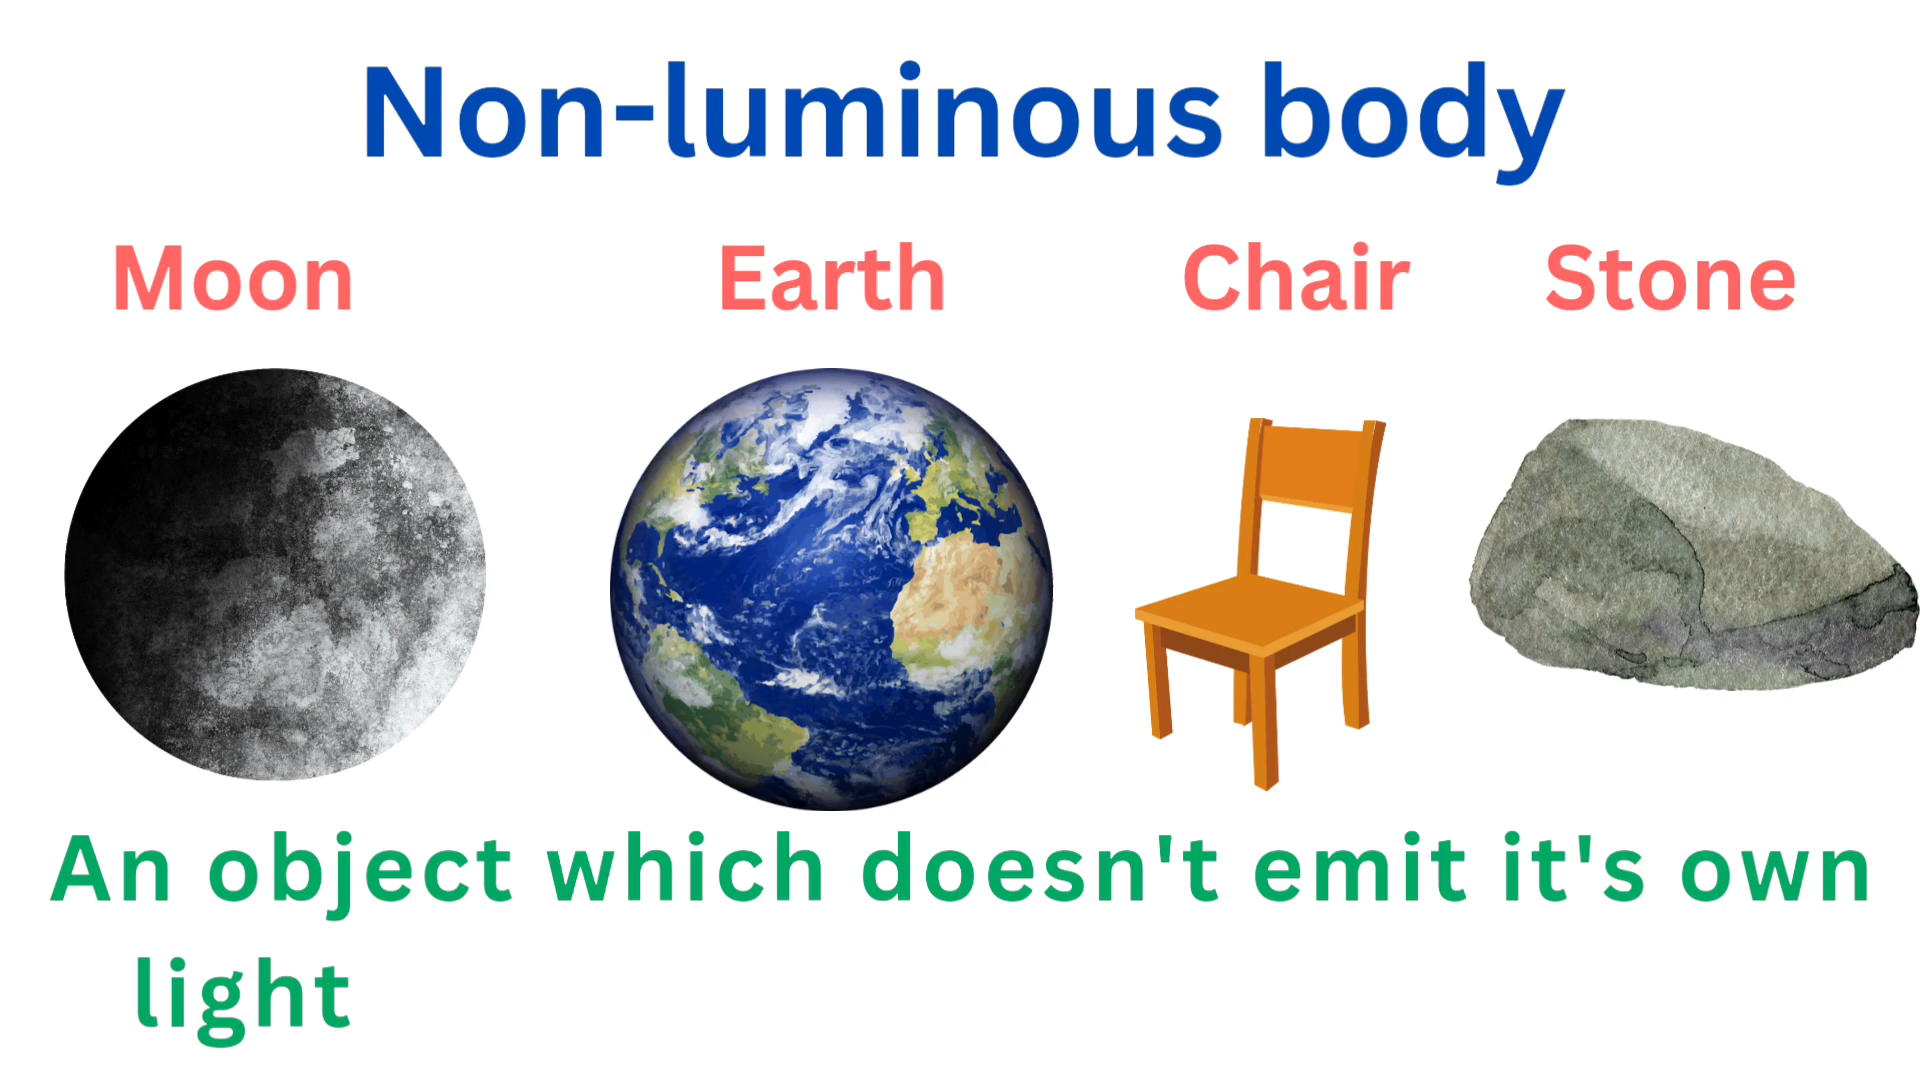 Non-luminous body
Moon Earth Chair Stone
An object which doesn't emit it's own
light